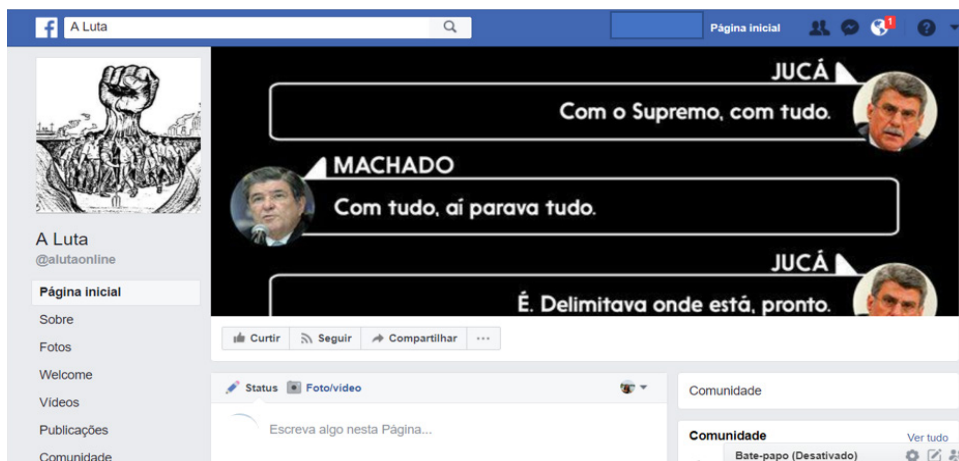 A Luta
Página inicial
1
JUCÁ
Com o Supremo, com tudo.
MACHADO
Com tudo, aí parava tudo.
JUCÁ
É. Delimitava onde está, pronto.
A Luta
@alutaonline
Página inicial
Sobre
Fotos
Welcome
Vídeos
Publicações
Comunidade
Curtir
Seguir
Compartilhar
Status
Foto/vídeo
Escreva algo nesta Página...
Comunidade
Comunidade
Ver tudo
Bate-papo (Desativado)